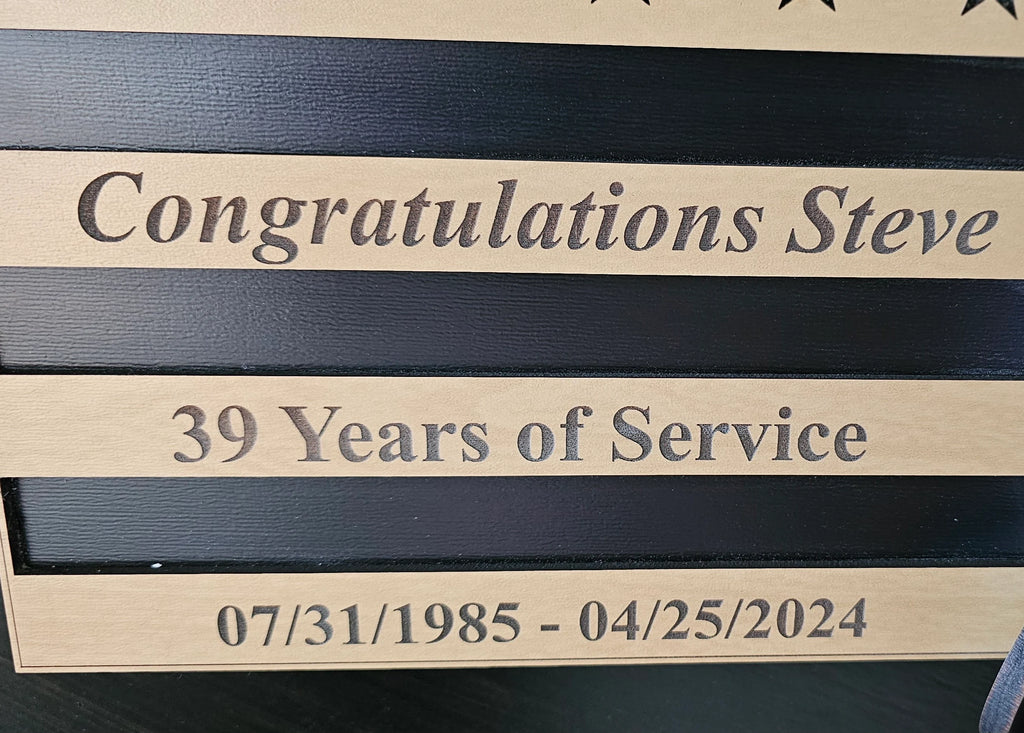 Congratulations Steve
39 Years of Service
07/31/1985 - 04/25/2024